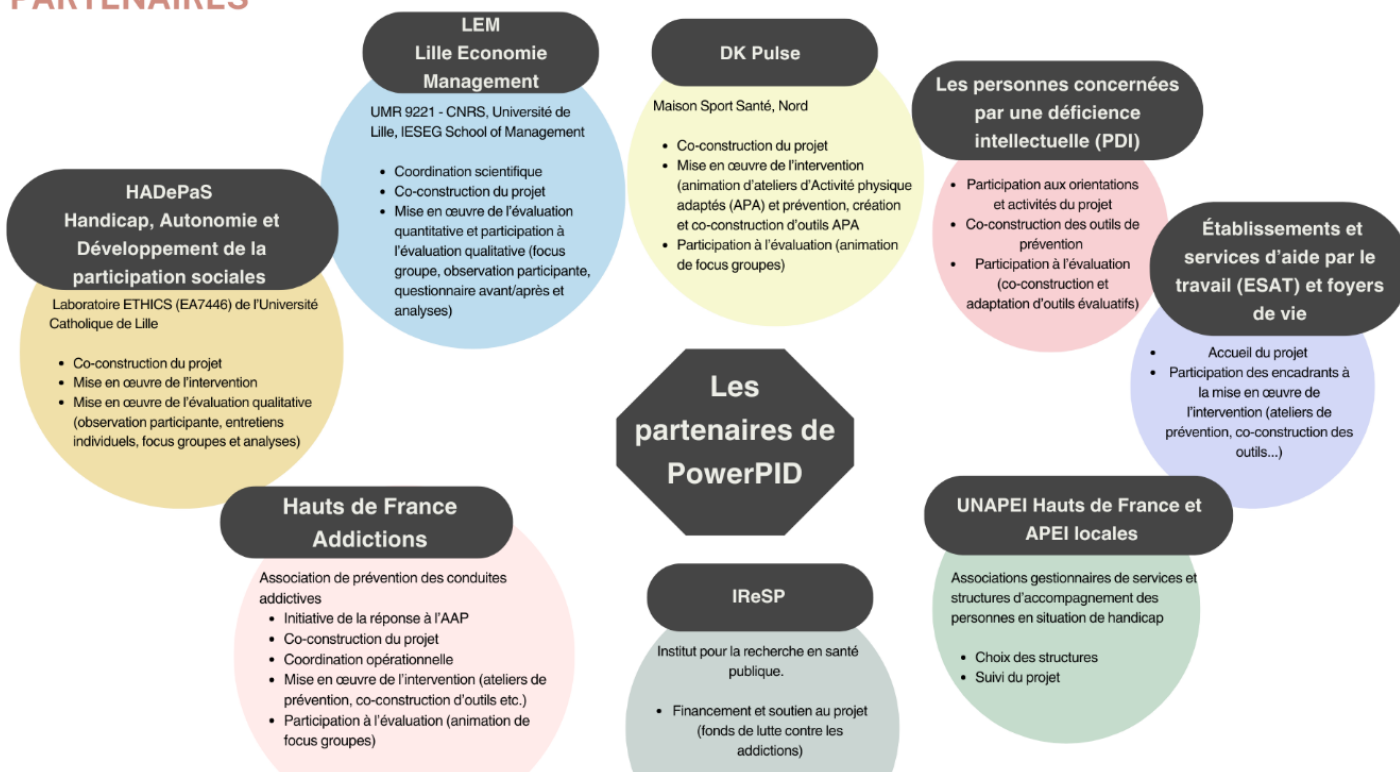 PARTENAIRES
LEM
Lille Economie
Management
UMR 9221 - CNRS, Université de
Lille, IESEG School of Management
• Coordination scientifique
• Co-construction du projet
• Mise en œuvre de l'évaluation
quantitative et participation à
l'évaluation qualitative (focus
groupe, observation participante,
questionnaire avant/après et
analyses)
DK Pulse
Maison Sport Santé, Nord
• Co-construction du projet
• Mise en œuvre de l'intervention
(animation d'ateliers d'Activité physique
adaptés (APA) et prévention, création
et co-construction d'outils APA
• Participation à l'évaluation (animation
de focus groupes)
Les personnes concernées
par une déficience
intellectuelle (PDI)
• Participation aux orientations
et activités du projet
• Co-construction des outils de
prévention
• Participation à l'évaluation
(co-construction et
adaptation d'outils évaluatifs)
HADePaS
Handicap, Autonomie et
Développement de la
participation sociales
Laboratoire ETHICS (EA7446) de l'Université
Catholique de Lille
• Co-construction du projet
• Mise en œuvre de l'intervention
• Mise en œuvre de l'évaluation qualitative
(observation participante, entretiens
individuels, focus groupes et analyses)
Établissements et
services d'aide par le
travail (ESAT) et foyers
de vie
• Accueil du projet
• Participation des encadrants à
la mise en œuvre de
l'intervention (ateliers de
prévention, co-construction des
outils...)
Les
partenaires de
PowerPID
Hauts de France
Addictions
Association de prévention des conduites
addictives
• Initiative de la réponse à l'AAP
• Co-construction du projet
• Coordination opérationnelle
• Mise en œuvre de l'intervention (ateliers de
prévention, co-construction d'outils etc.)
• Participation à l'évaluation (animation de
focus groupes)
IReSP
Institut pour la recherche en santé
publique.
• Financement et soutien au projet
(fonds de lutte contre les
addictions)
UNAPEI Hauts de France et
APEI locales
Associations gestionnaires de services et
structures d'accompagnement des
personnes en situation de handicap
• Choix des structures
• Suivi du projet